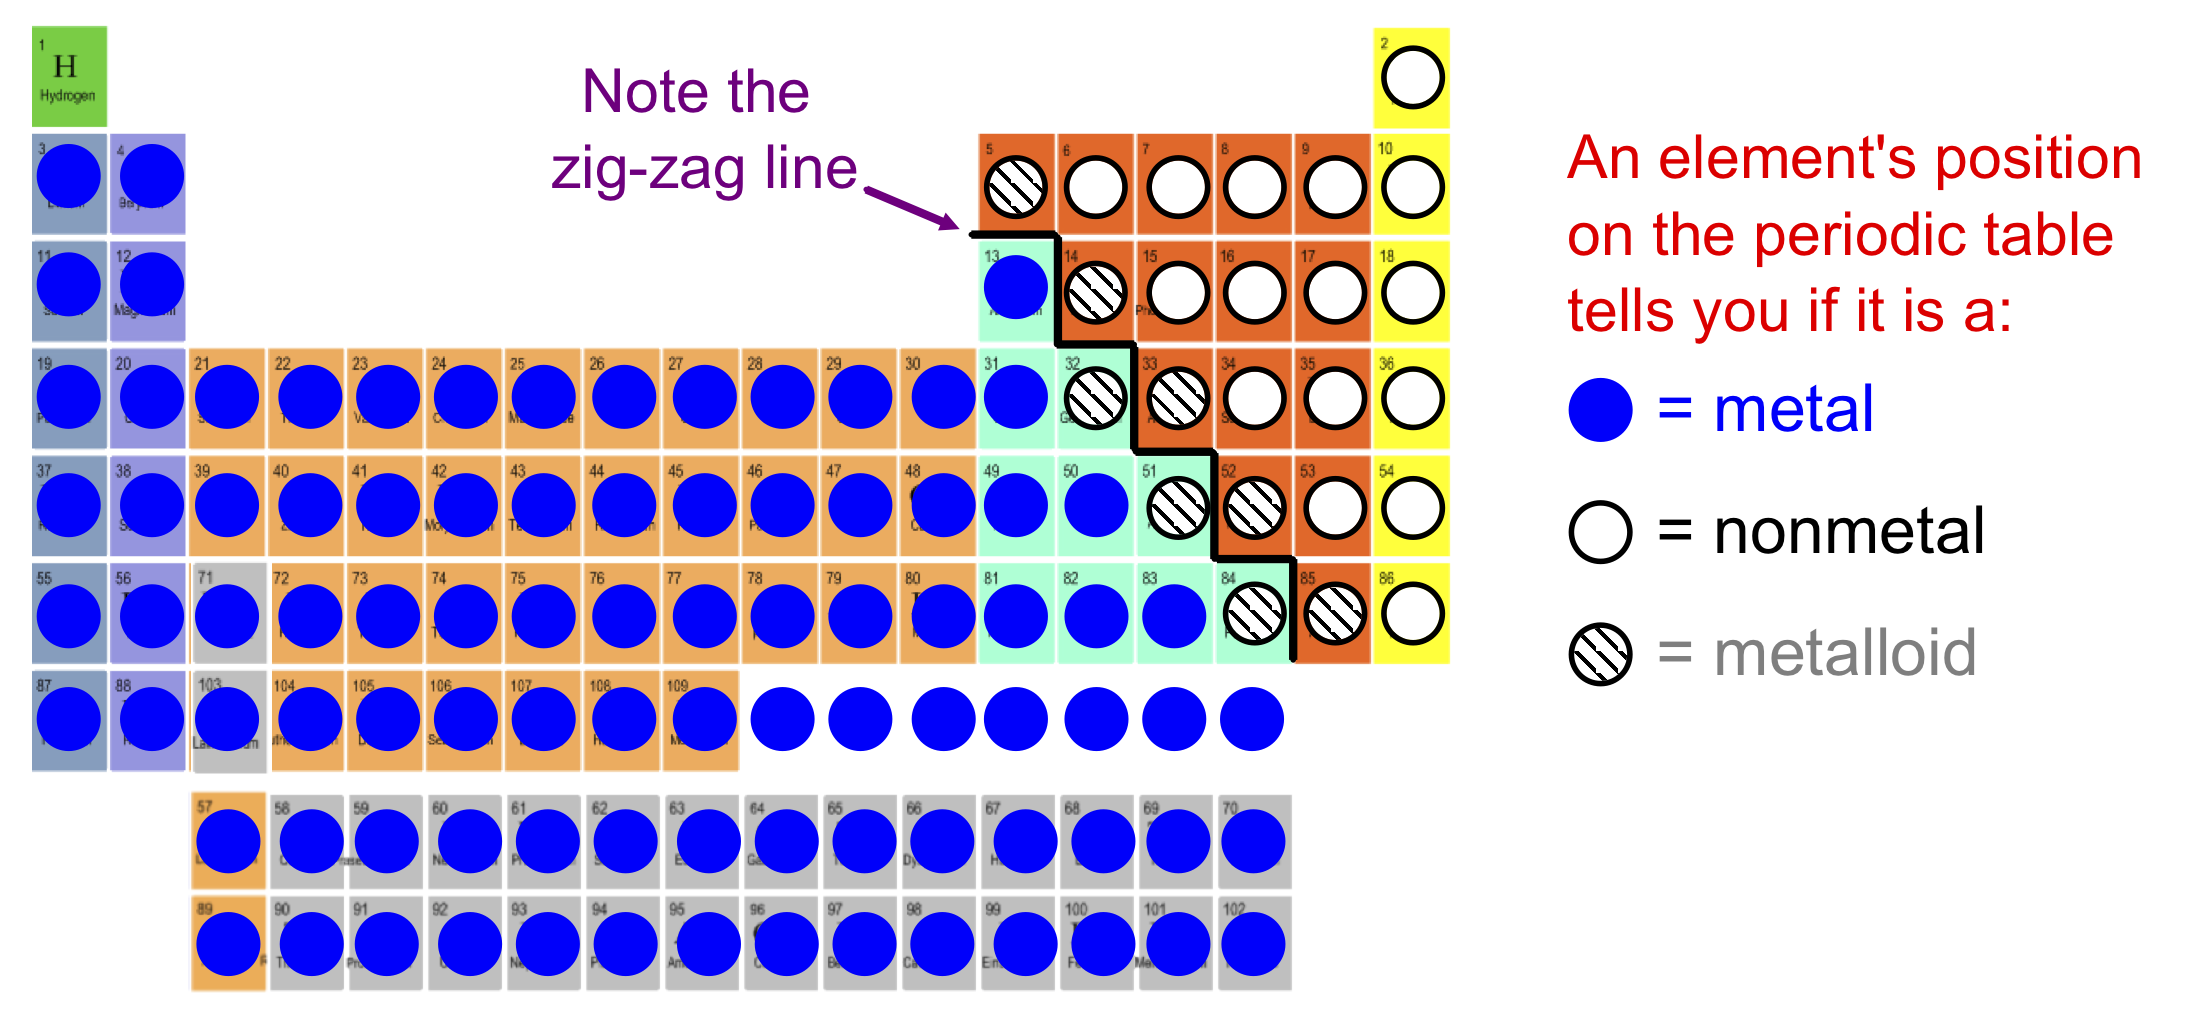 1
H
Hydrogen
2
Note the
zig-zag line
An element's position
on the periodic table
tells you if it is a:
= metal
= nonmetal
= metalloid
3 4 5 6 7 8 9 10
11 12 13 14 15 16 17 18
19 20 21 22 23 24 25 26 27 28 29 30 31 32 33 34 35 36
37 38 39 40 41 42 43 44 45 46 47 48 49 50 51 52 53 54
55 56 71 72 73 74 75 76 77 78 79 80 81 82 83 84 85 86
87 88 103 104 105 106 107 108 109
57 58 59 60 61 62 63 64 65 66 67 68 69 70
89 90 91 92 93 94 95 96 97 98 99 100 101 102